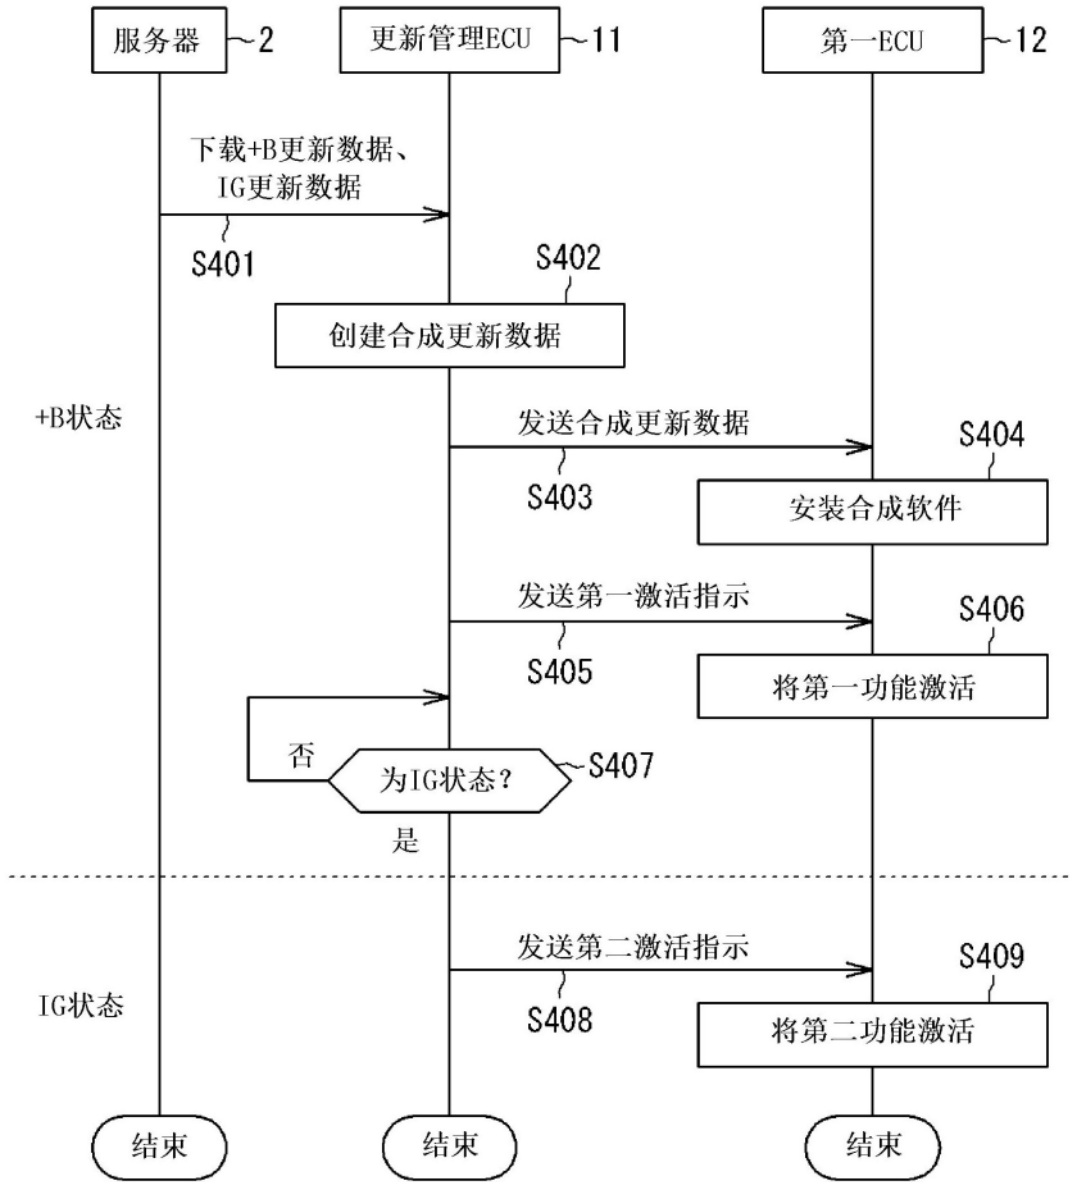 服务器 2
更新管理ECU 11
第一ECU 12
下载+B更新数据、
IG更新数据
S401
S402
创建合成更新数据
+B状态
发送合成更新数据
S403
S404
安装合成软件
发送第一激活指示
S405
S406
将第一功能激活
否
为IG状态?
S407
是
发送第二激活指示
S408
S409
IG状态
将第二功能激活
结束
结束
结束